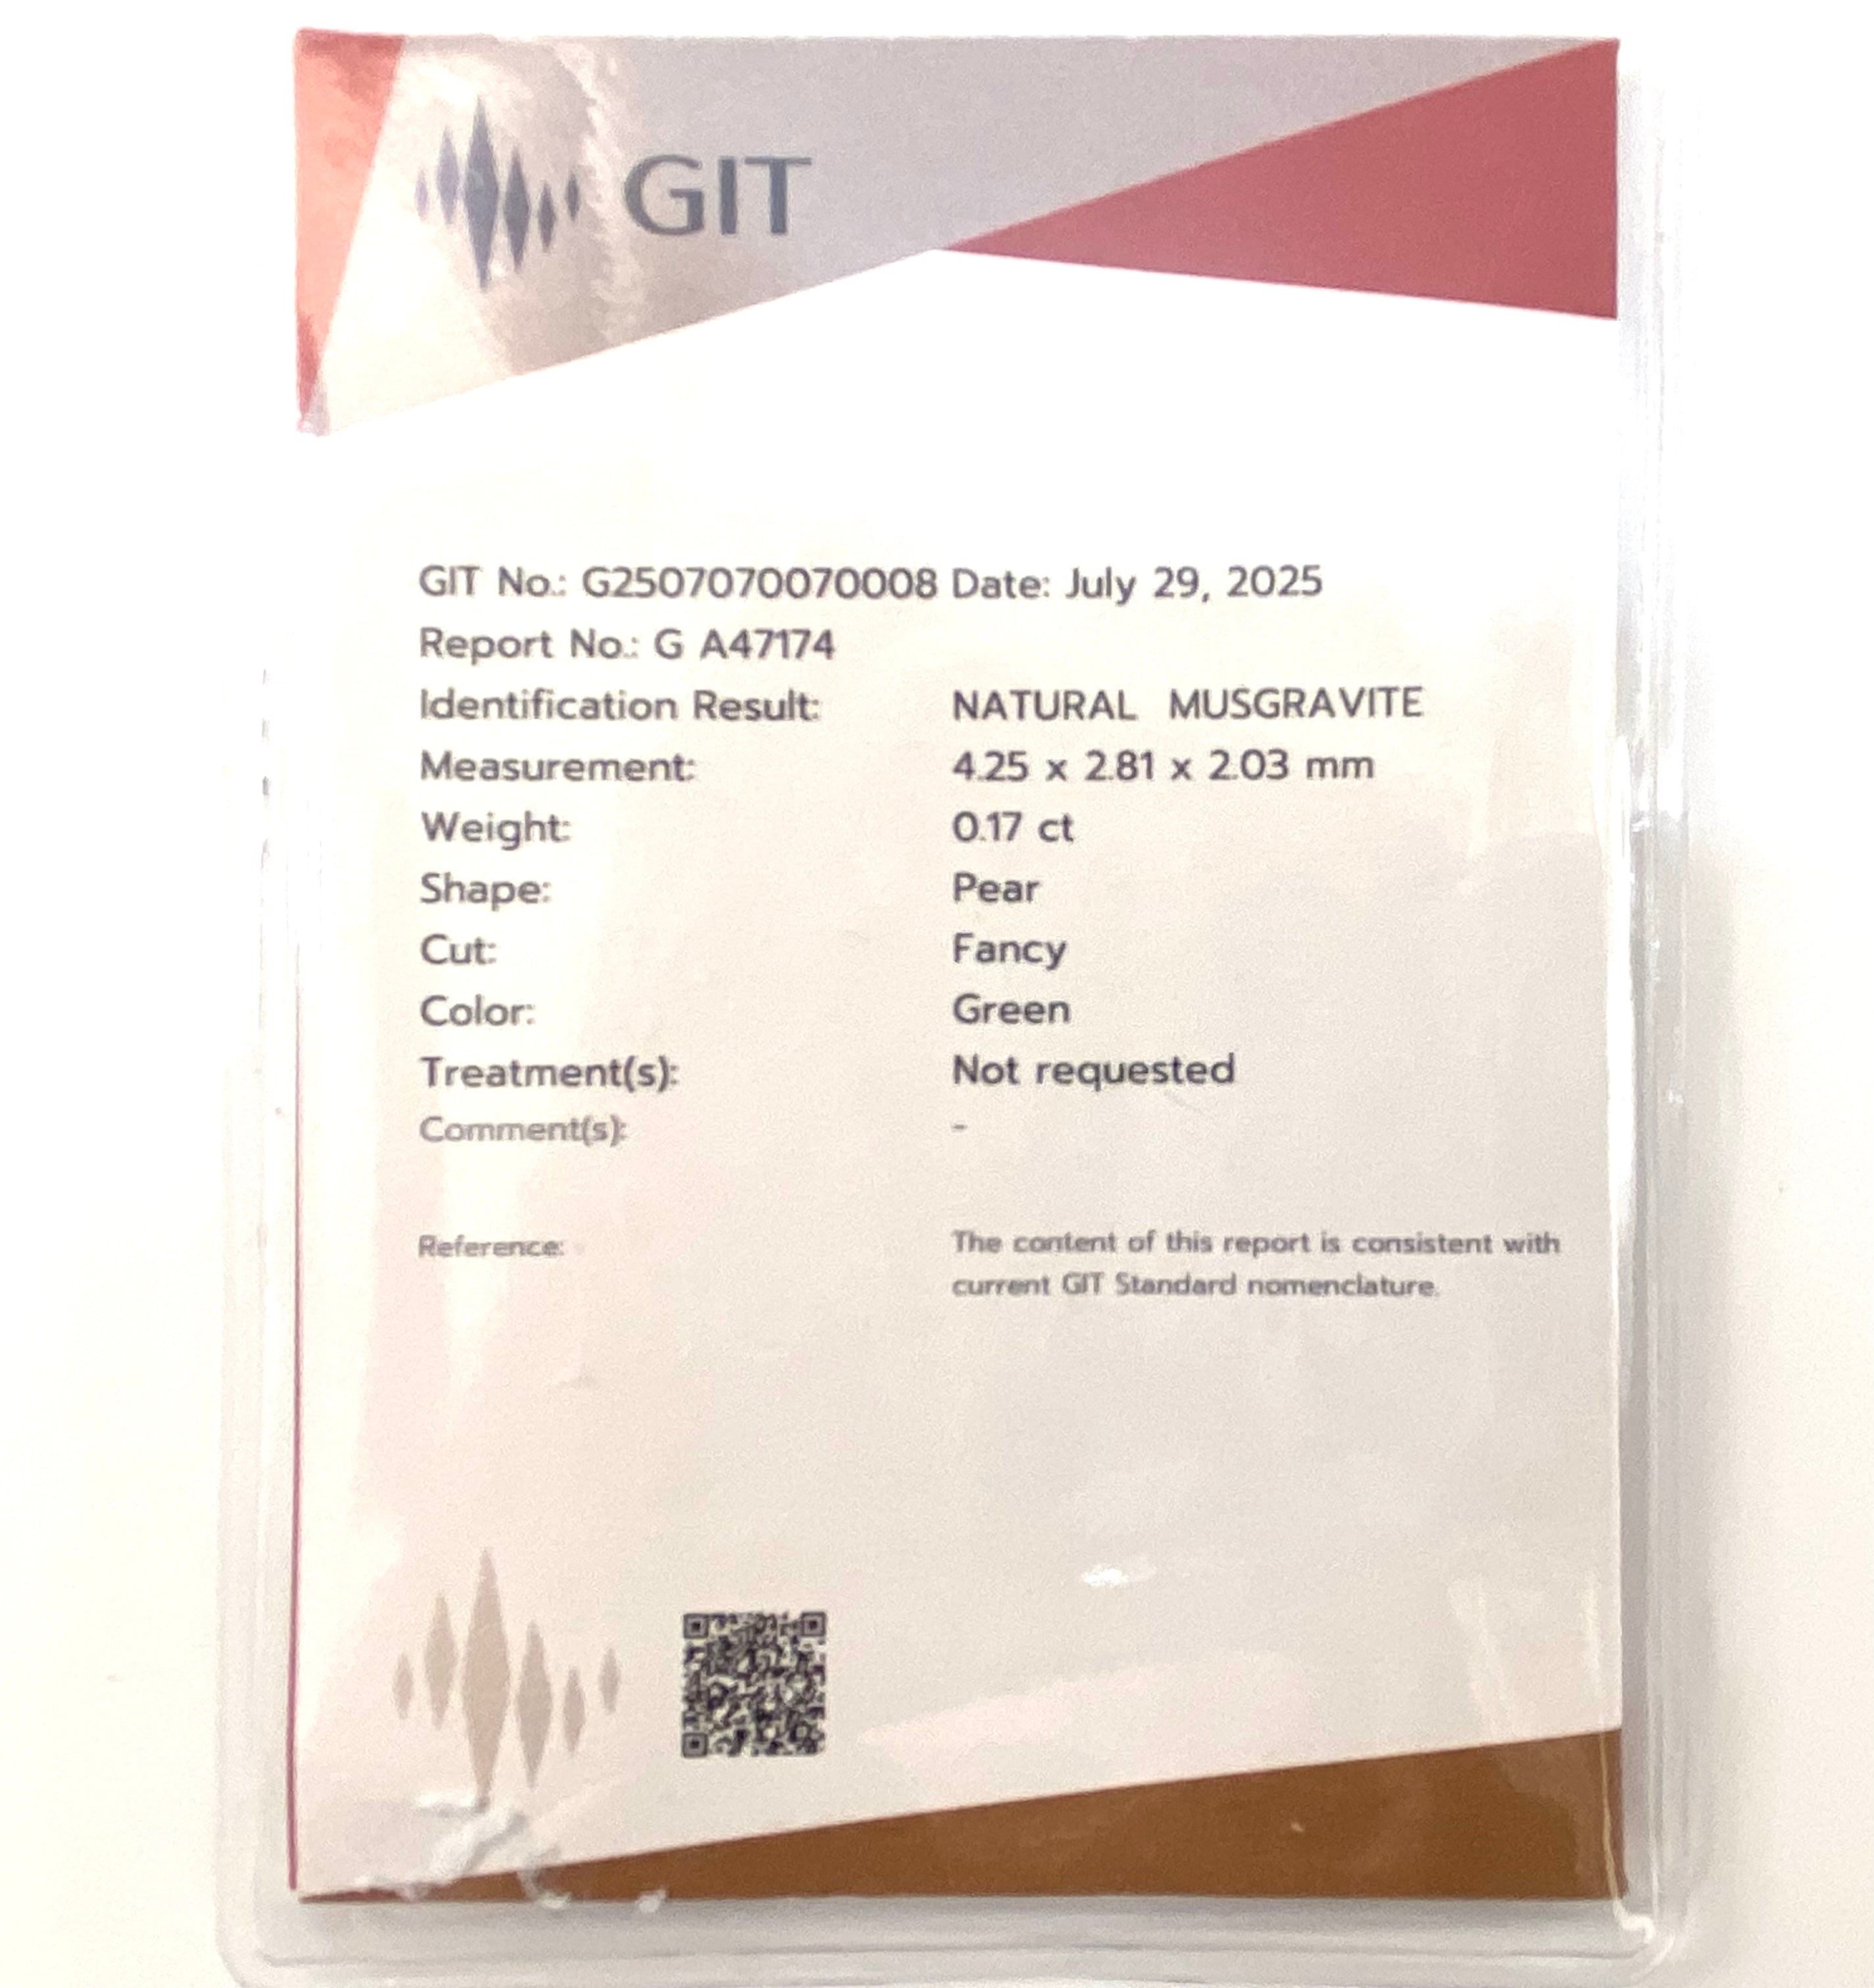 GIT
GIT No.: G2507070070008 Date: July 29, 2025
Report No.: G A47174
Identification Result: NATURAL MUSGRAVITE
Measurement: 4.25 x 2.81 x 2.03 mm
Weight: 0.17 ct
Shape: Pear
Cut: Fancy
Color: Green
Treatment(s): Not requested
Comment(s): -
Reference: The content of this report is consistent with
current GIT Standard nomenclature.